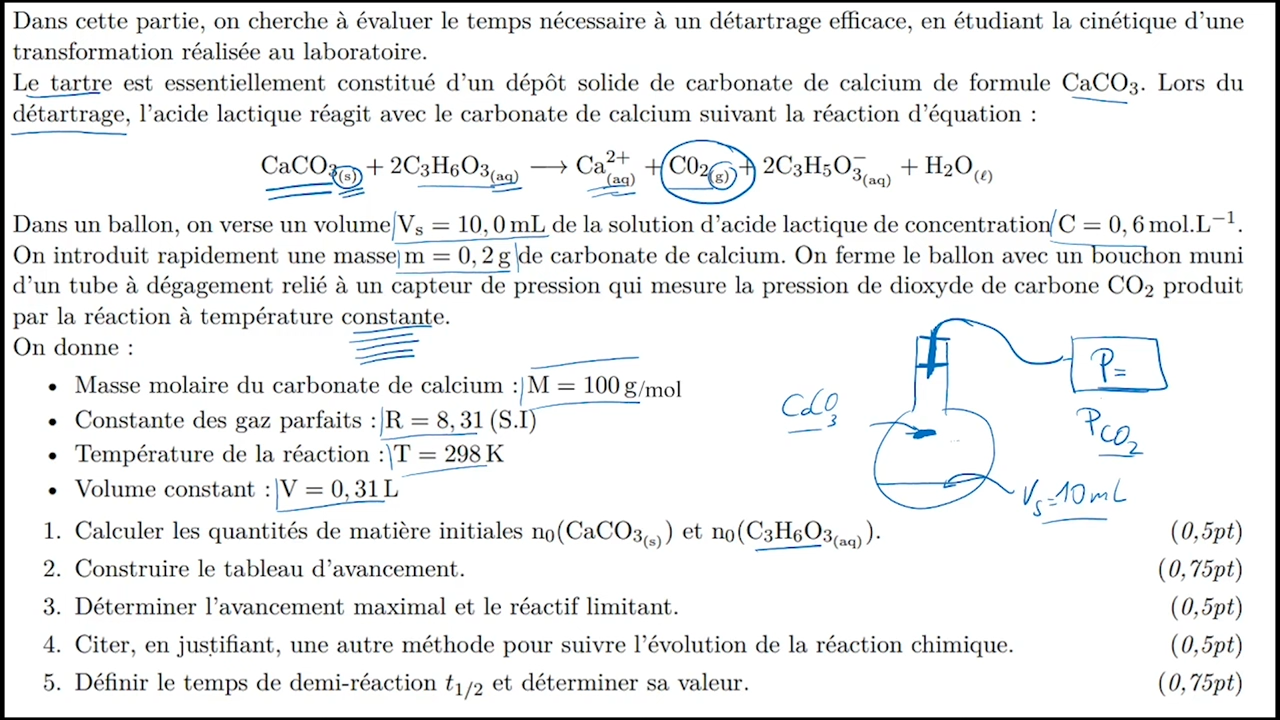 Dans cette partie, on cherche à évaluer le temps nécessaire à un détartrage efficace, en étudiant la cinétique d'une
transformation réalisée au laboratoire.
Le tartre est essentiellement constitué d'un dépôt solide de carbonate de calcium de formule CaCO₃. Lors du
détartrage, l'acide lactique réagit avec le carbonate de calcium suivant la réaction d'équation :
CaCO₃(s) + 2C₃H₆O₃(aq) ⟶ Ca²⁺(aq) + C0₂(g) + 2C₃H₅O₃⁻(aq) + H₂O(ℓ)
Dans un ballon, on verse un volume Vₛ = 10, 0 mL de la solution d'acide lactique de concentration C = 0, 6 mol.L⁻¹.
On introduit rapidement une masse m = 0, 2 g de carbonate de calcium. On ferme le ballon avec un bouchon muni
d'un tube à dégagement relié à un capteur de pression qui mesure la pression de dioxyde de carbone CO₂ produit
par la réaction à température constante.
On donne :
• Masse molaire du carbonate de calcium : M = 100 g/mol
• Constante des gaz parfaits : R = 8, 31 (S.I)
• Température de la réaction : T = 298 K
• Volume constant : V = 0, 31 L
CaCO₃
P=
P CO₂
Vₛ=10mL
1. Calculer les quantités de matière initiales n₀(CaCO₃(s)) et n₀(C₃H₆O₃(aq)). (0,5pt)
2. Construire le tableau d'avancement. (0,75pt)
3. Déterminer l'avancement maximal et le réactif limitant. (0,5pt)
4. Citer, en justifiant, une autre méthode pour suivre l'évolution de la réaction chimique. (0,5pt)
5. Définir le temps de demi-réaction t₁/₂ et déterminer sa valeur. (0,75pt)